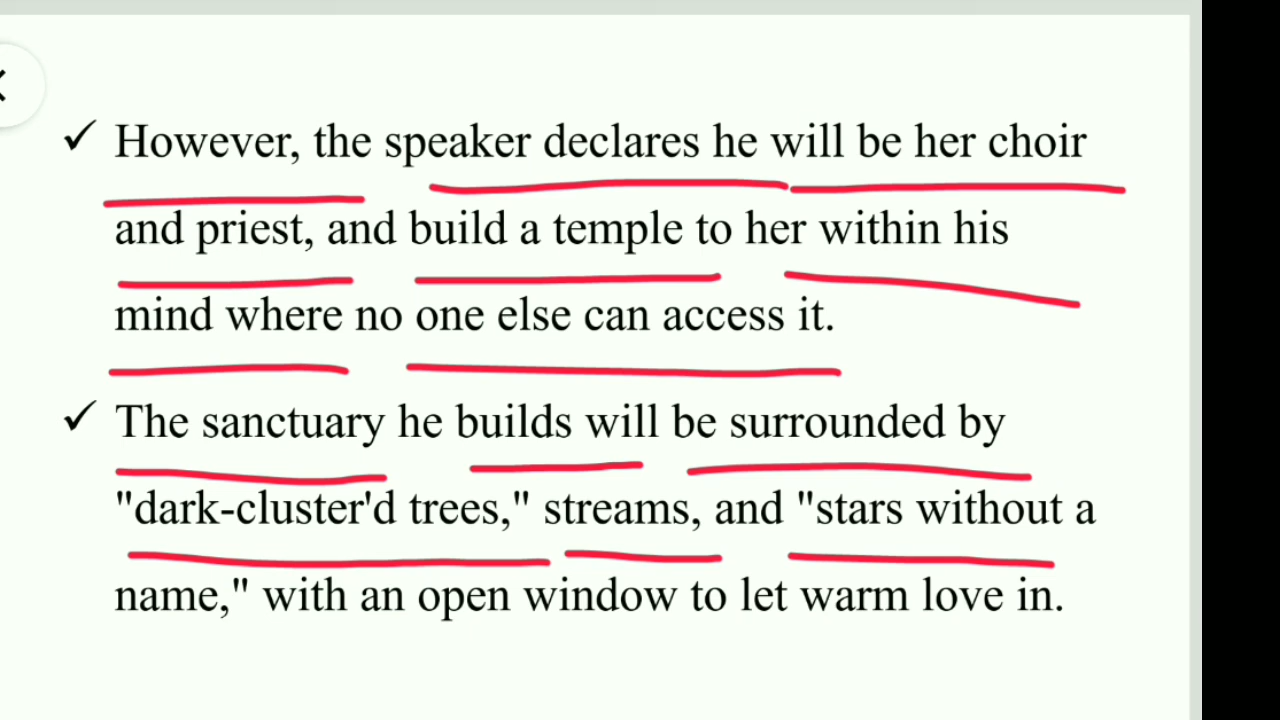 ✓ However, the speaker declares he will be her choir
and priest, and build a temple to her within his
mind where no one else can access it.
✓ The sanctuary he builds will be surrounded by
"dark-cluster'd trees," streams, and "stars without a
name," with an open window to let warm love in.